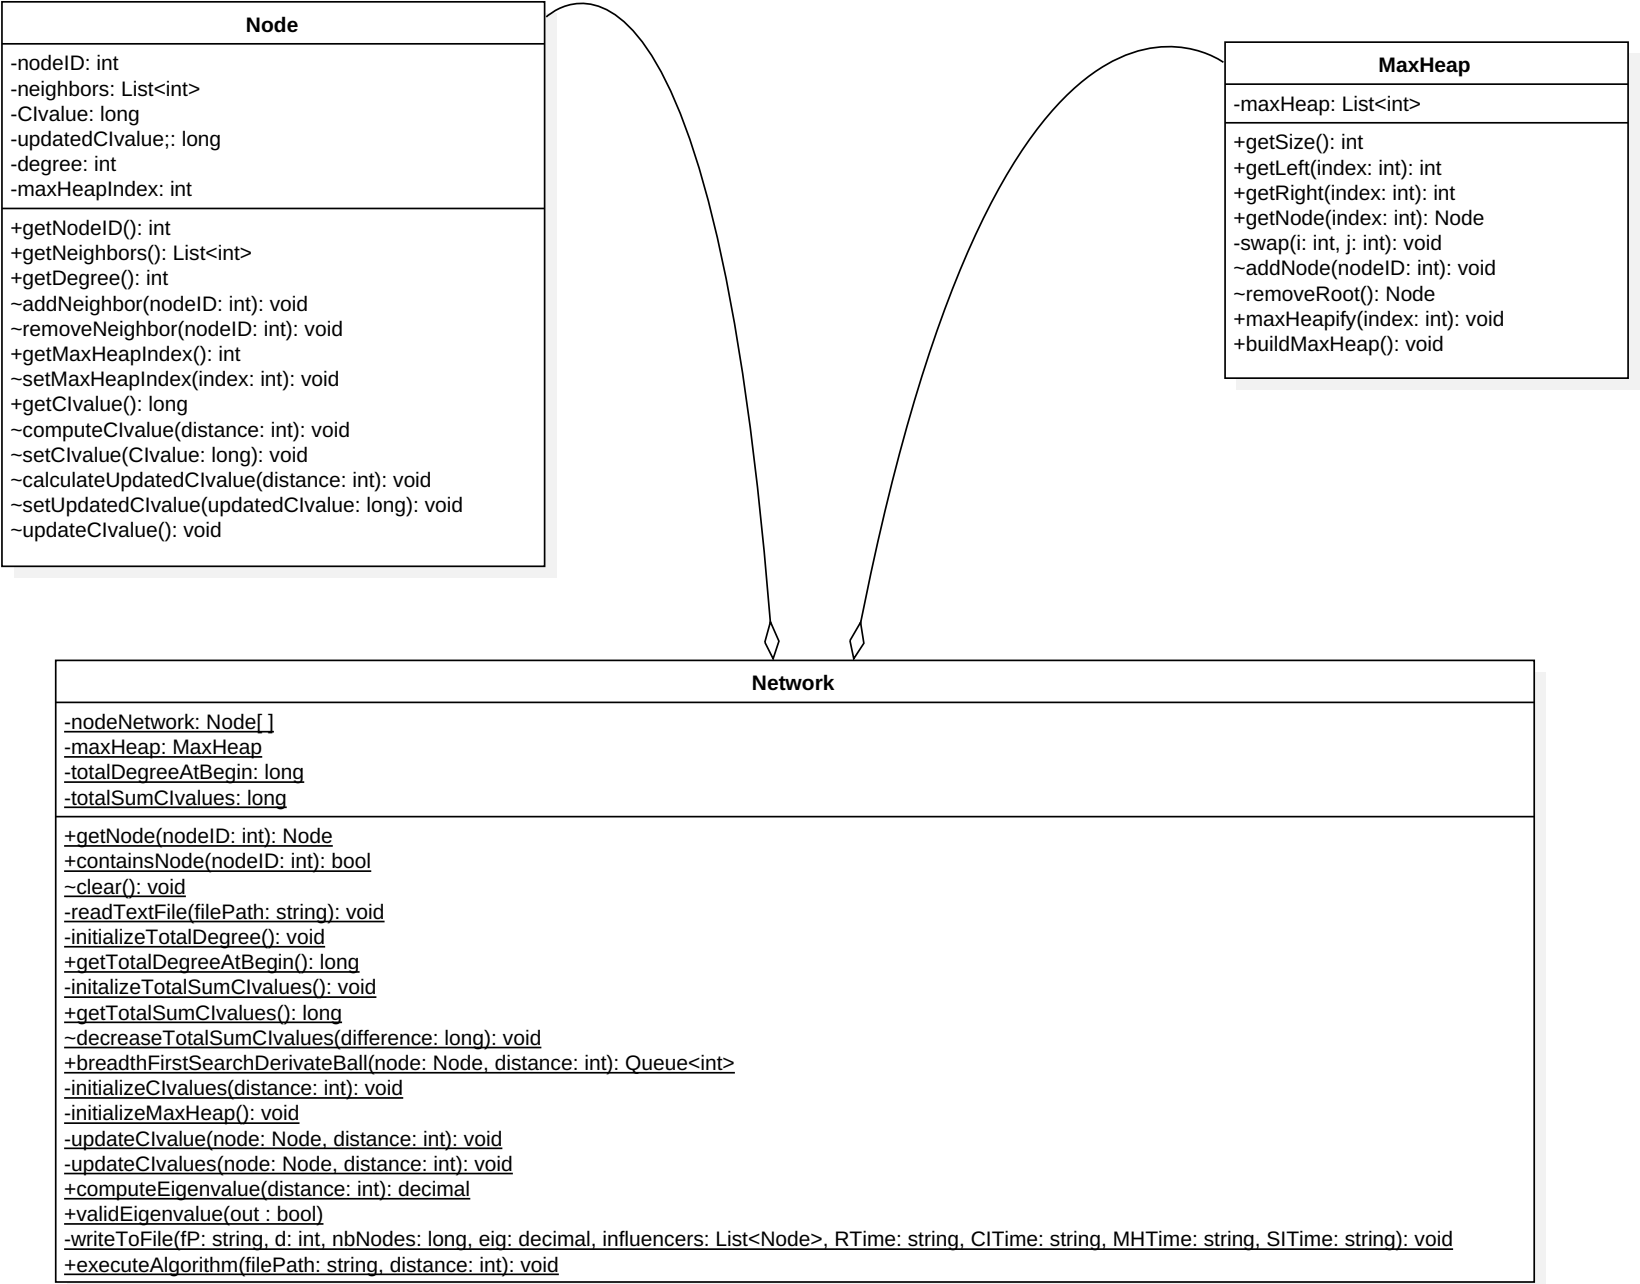 Node
-nodeID: int
-neighbors: List<int>
-CIvalue: long
-updatedCIvalue;: long
-degree: int
-maxHeapIndex: int
+getNodeID(): int
+getNeighbors(): List<int>
+getDegree(): int
~addNeighbor(nodeID: int): void
~removeNeighbor(nodeID: int): void
+getMaxHeapIndex(): int
~setMaxHeapIndex(index: int): void
+getCIvalue(): long
~computeCIvalue(distance: int): void
~setCIvalue(CIvalue: long): void
~calculateUpdatedCIvalue(distance: int): void
~setUpdatedCIvalue(updatedCIvalue: long): void
~updateCIvalue(): void
MaxHeap
-maxHeap: List<int>
+getSize(): int
+getLeft(index: int): int
+getRight(index: int): int
+getNode(index: int): Node
-swap(i: int, j: int): void
~addNode(nodeID: int): void
~removeRoot(): Node
+maxHeapify(index: int): void
+buildMaxHeap(): void
Network
-nodeNetwork: Node[ ]
-maxHeap: MaxHeap
-totalDegreeAtBegin: long
-totalSumCIvalues: long
+getNode(nodeID: int): Node
+containsNode(nodeID: int): bool
~clear(): void
-readTextFile(filePath: string): void
-initializeTotalDegree(): void
+getTotalDegreeAtBegin(): long
-initalizeTotalSumCIvalues(): void
+getTotalSumCIvalues(): long
~decreaseTotalSumCIvalues(difference: long): void
+breadthFirstSearchDerivateBall(node: Node, distance: int): Queue<int>
-initializeCIvalues(distance: int): void
-initializeMaxHeap(): void
-updateCIvalue(node: Node, distance: int): void
-updateCIvalues(node: Node, distance: int): void
+computeEigenvalue(distance: int): decimal
+validEigenvalue(out : bool)
-writeToFile(fP: string, d: int, nbNodes: long, eig: decimal, influencers: List<Node>, RTime: string, CITime: string, MHTime: string, SITime: string): void
+executeAlgorithm(filePath: string, distance: int): void